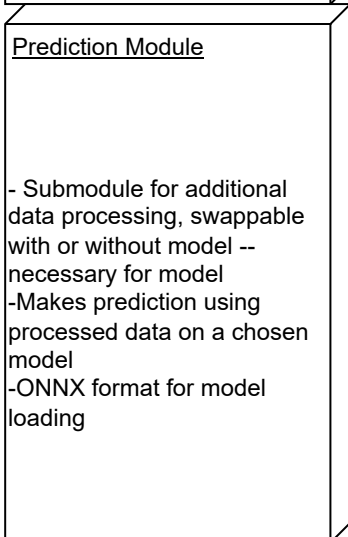 Prediction Module
- Submodule for additional
data processing, swappable
with or without model --
necessary for model
-Makes prediction using
processed data on a chosen
model
-ONNX format for model
loading